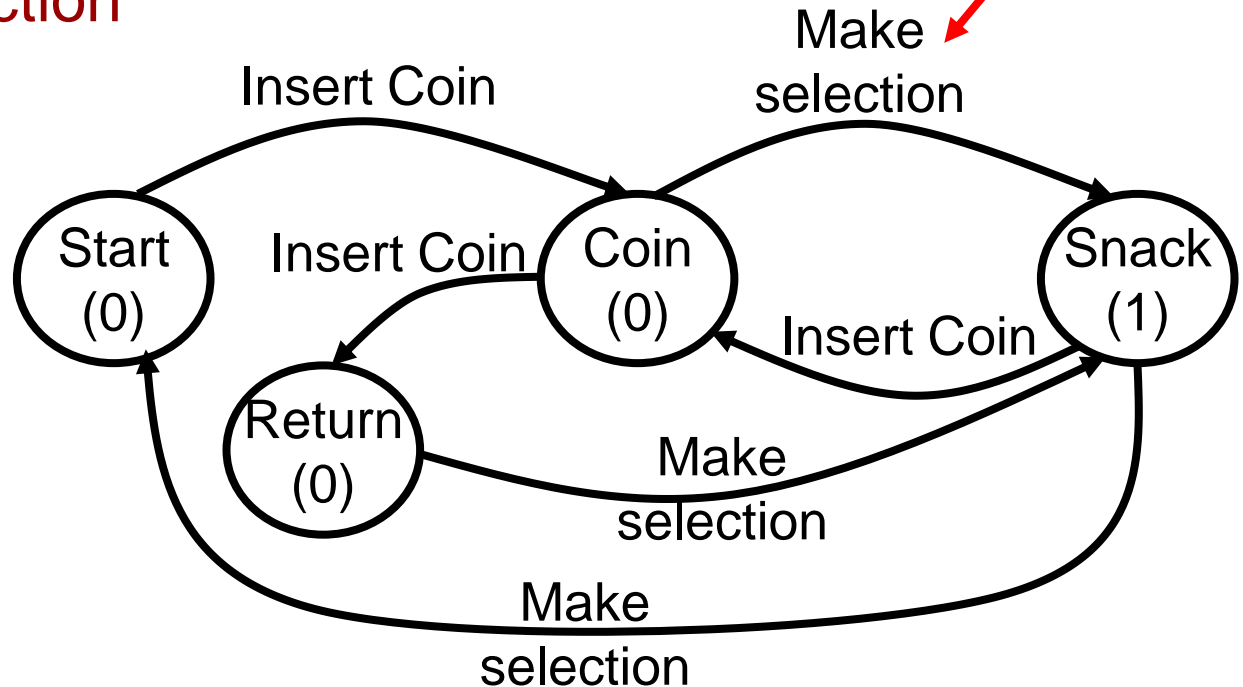 ction
Make
selection
Insert Coin
Start
(0)
Insert Coin
Coin
(0)
Snack
(1)
Insert Coin
Return
(0)
Make
selection
Make
selection